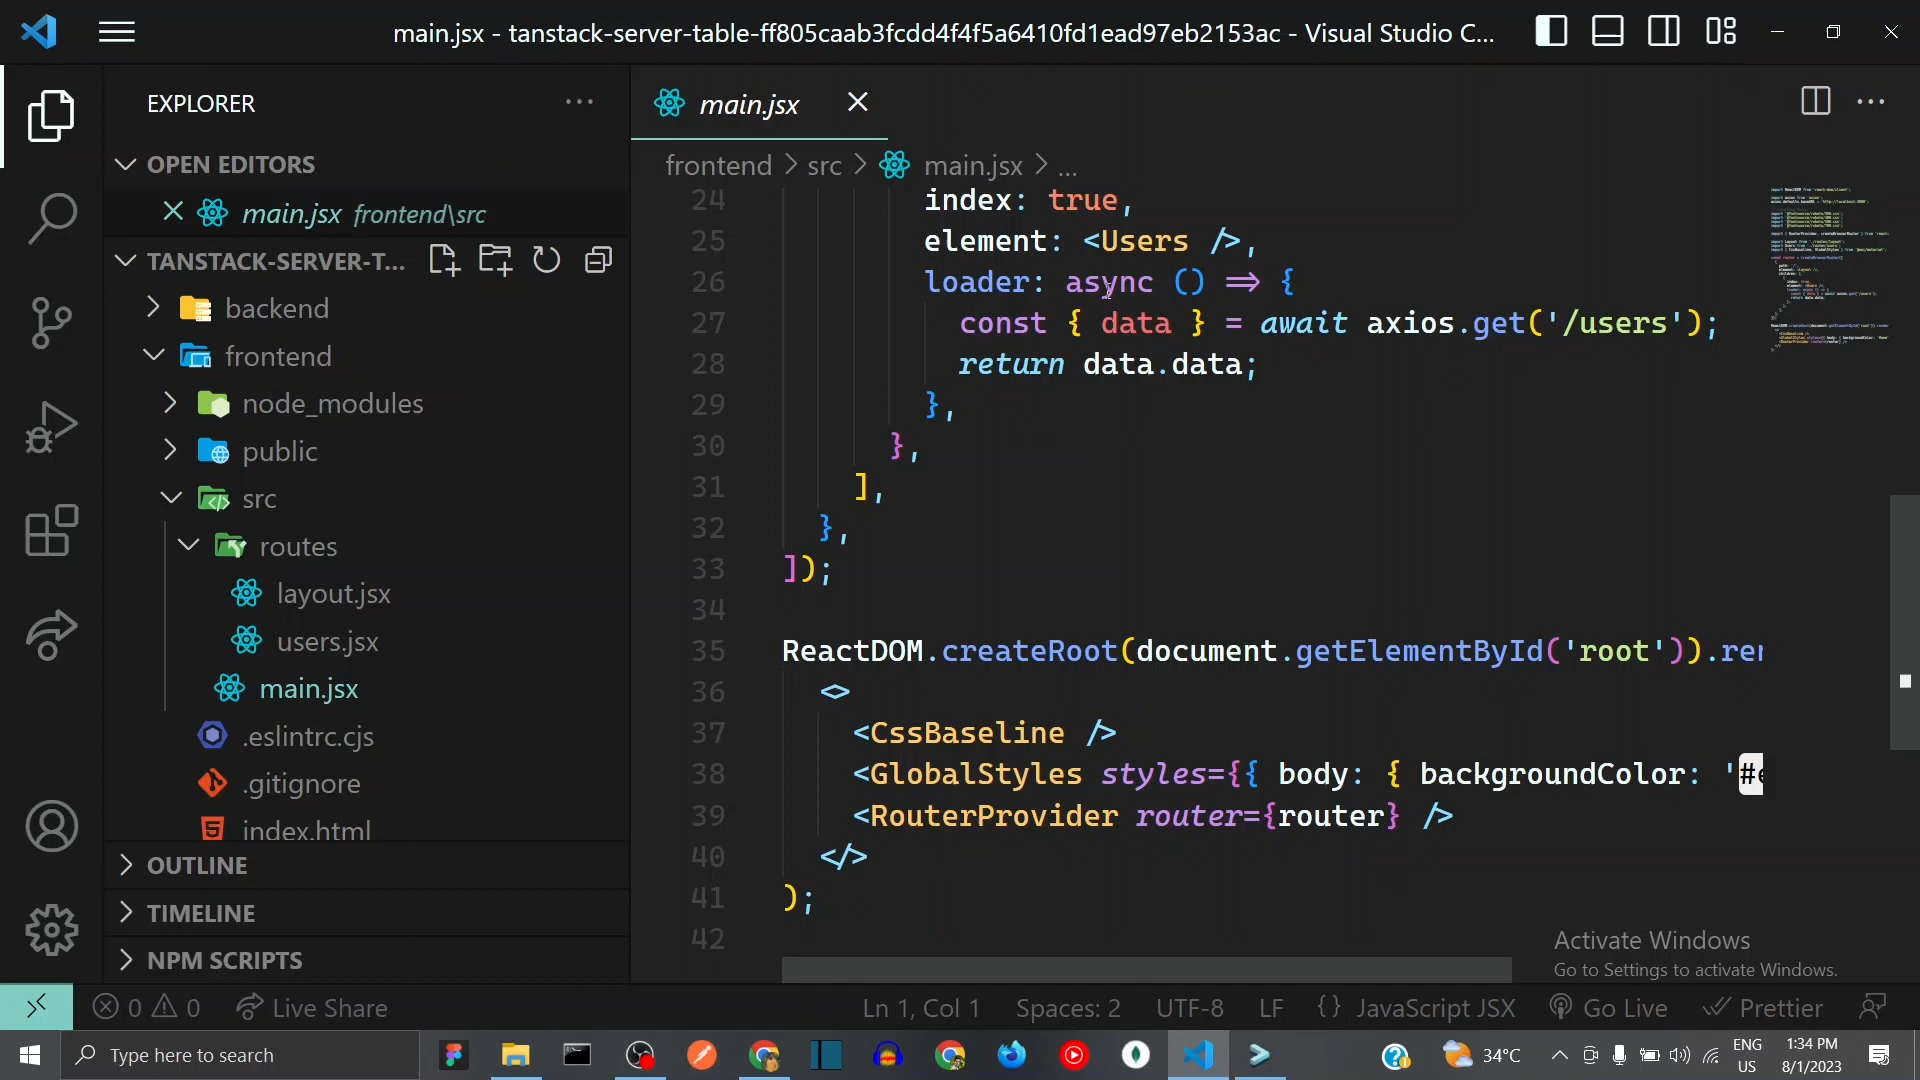 main.jsx - tanstack-server-table-ff805caab3fcdd4f4f5a6410fd1ead97eb2153ac - Visual Studio C...
EXPLORER
OPEN EDITORS
main.jsx frontend\src
TANSTACK-SERVER-T...
backend
frontend
node_modules
public
src
routes
layout.jsx
users.jsx
main.jsx
.eslintrc.cjs
.gitignore
index.html
OUTLINE
TIMELINE
NPM SCRIPTS
main.jsx
frontend > src > main.jsx > ...
24 index: true,
25 element: <Users />,
26 loader: async () => {
27 const { data } = await axios.get('/users');
28 return data.data;
29 },
30 },
31 ],
32 },
33 ]);
34
35 ReactDOM.createRoot(document.getElementById('root')).ren
36 <>
37 <CssBaseline />
38 <GlobalStyles styles={{ body: { backgroundColor: '#e
39 <RouterProvider router={router} />
40 </>
41 );
42
Activate Windows
Go to Settings to activate Windows.
0 0 Live Share
Ln 1, Col 1 Spaces: 2 UTF-8 LF {} JavaScript JSX Go Live Prettier
Type here to search
34°C
ENG
US
1:34 PM
8/1/2023